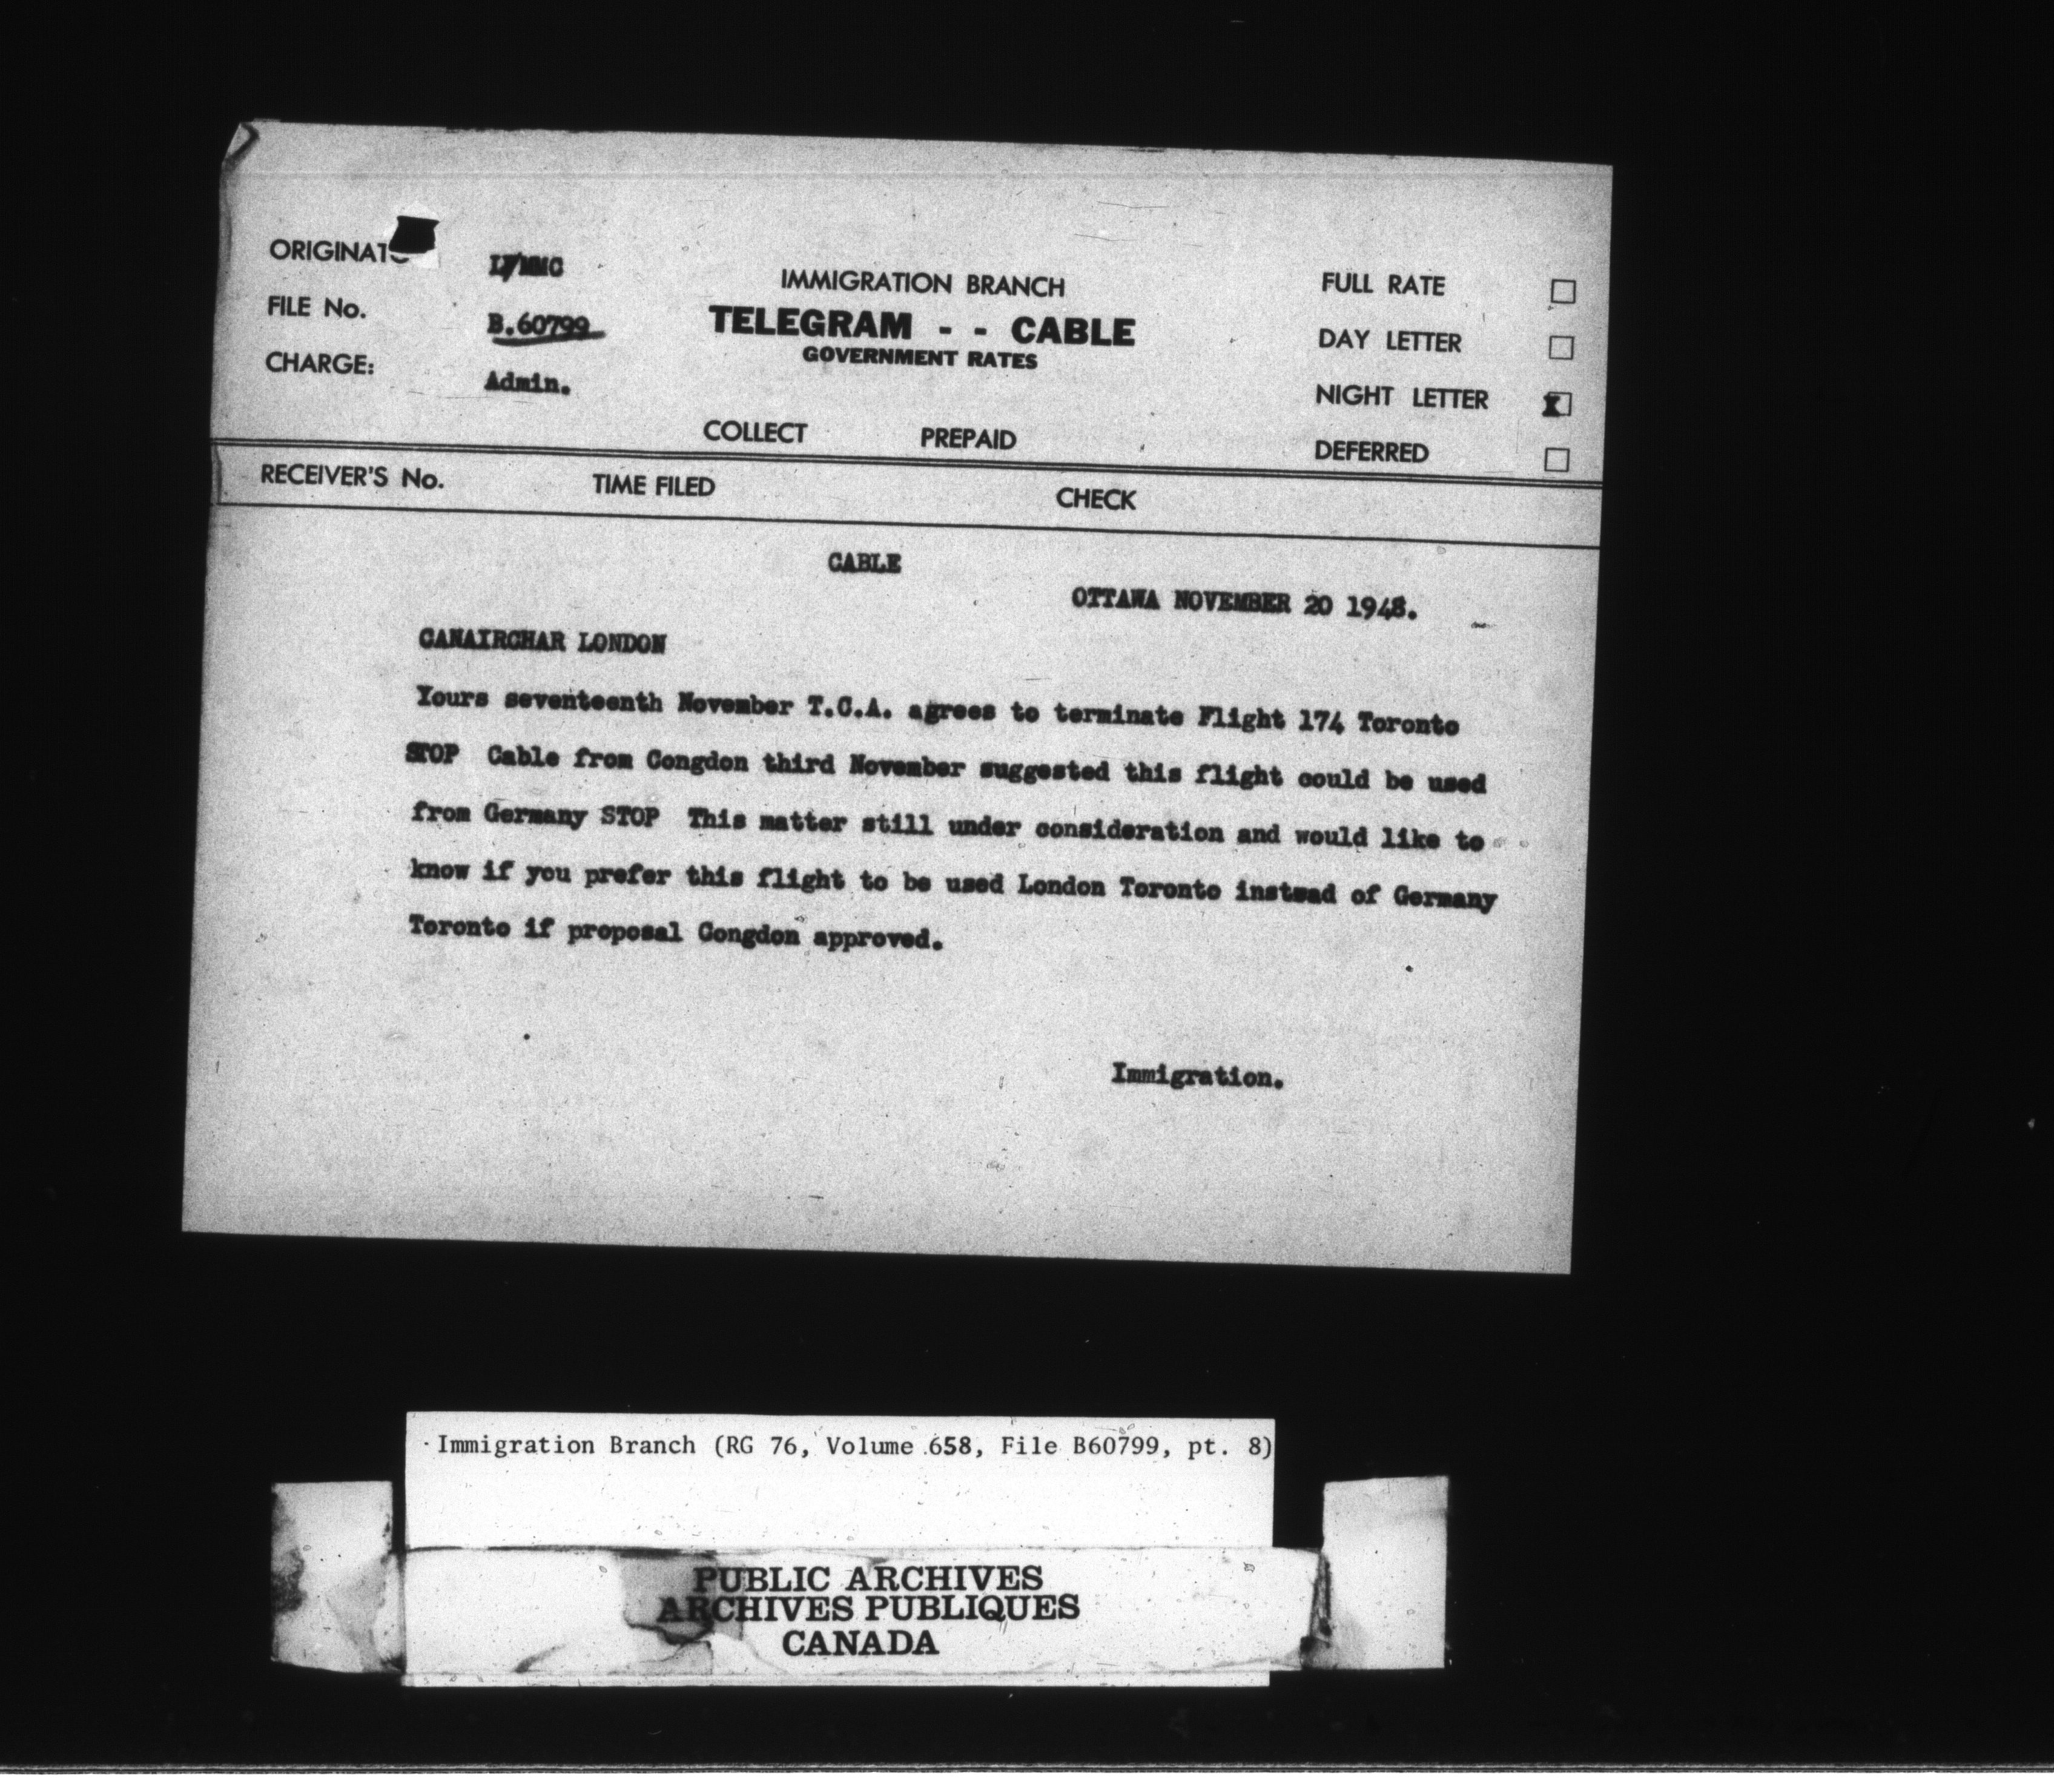 ORIGINATO
FILE No. B.60799
CHARGE: Admin.
IMMIGRATION BRANCH
TELEGRAM - - CABLE
GOVERNMENT RATES
COLLECT PREPAID
FULL RATE
DAY LETTER
NIGHT LETTER X
DEFERRED
RECEIVER'S No. TIME FILED CHECK
CABLE
OTTAWA NOVEMBER 20 1948.
CANAIRCHAR LONDON
Yours seventeenth November T.C.A. agrees to terminate Flight 174 Toronto
STOP Cable from Congdon third November suggested this flight could be used
from Germany STOP This matter still under consideration and would like to
know if you prefer this flight to be used London Toronto instead of Germany
Toronto if proposal Congdon approved.
Immigration.
Immigration Branch (RG 76, Volume 658, File B60799, pt. 8)
PUBLIC ARCHIVES
ARCHIVES PUBLIQUES
CANADA